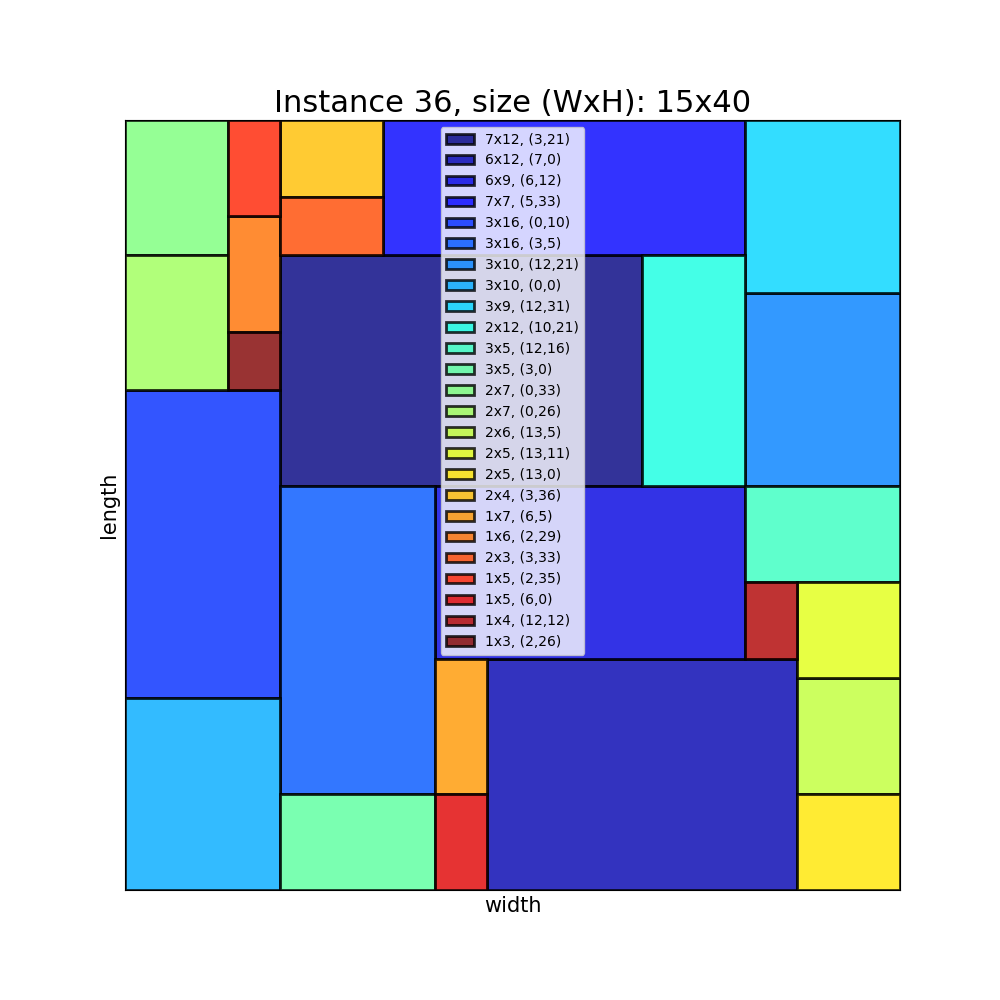 Instance 36, size (WxH): 15x40
7x12, (3,21)
6x12, (7,0)
6x9, (6,12)
7x7, (5,33)
3x16, (0,10)
3x16, (3,5)
3x10, (12,21)
3x10, (0,0)
3x9, (12,31)
2x12, (10,21)
3x5, (12,16)
3x5, (3,0)
2x7, (0,33)
2x7, (0,26)
2x6, (13,5)
2x5, (13,11)
2x5, (13,0)
2x4, (3,36)
1x7, (6,5)
1x6, (2,29)
2x3, (3,33)
1x5, (2,35)
1x5, (6,0)
1x4, (12,12)
1x3, (2,26)
length
width